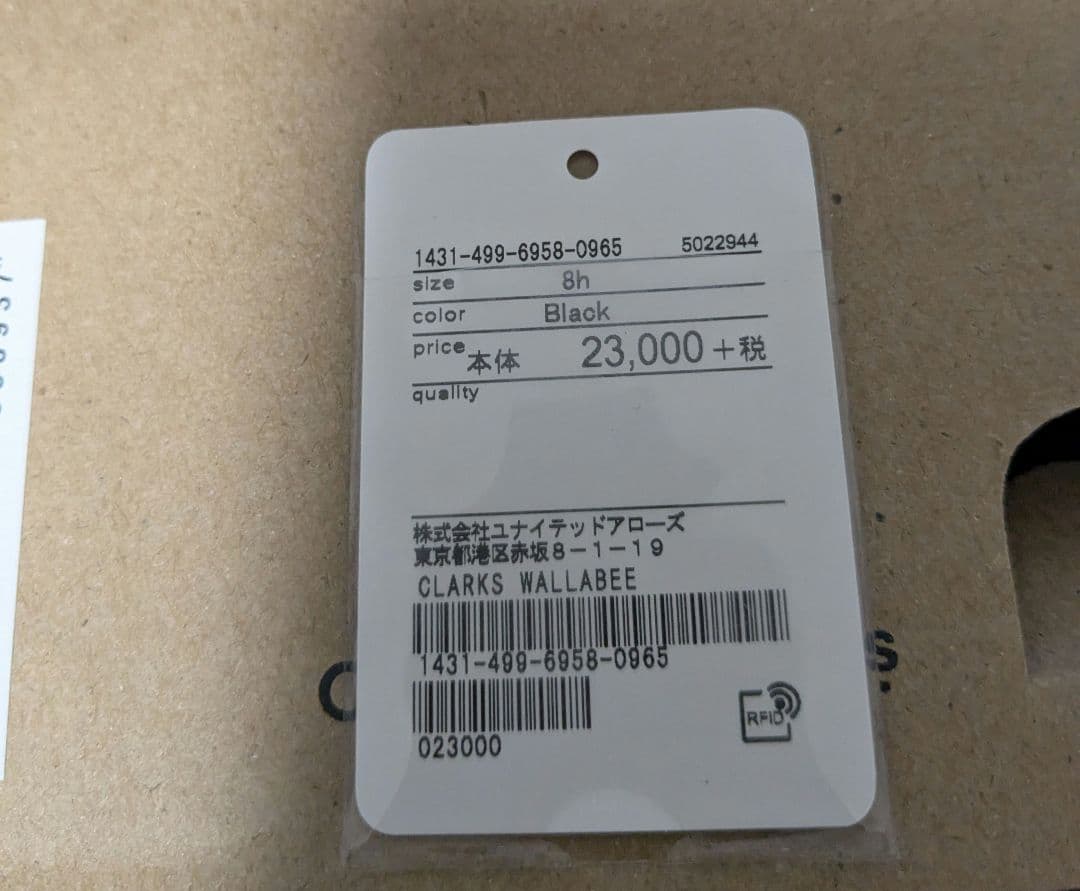 1431-499-6958-0965 5022944
size 8h
color Black
price 本体 23,000+税
quality
株式会社ユナイテッドアローズ
東京都港区赤坂8-1-19
CLARKS WALLABEE
1431-499-6958-0965
023000
RFID